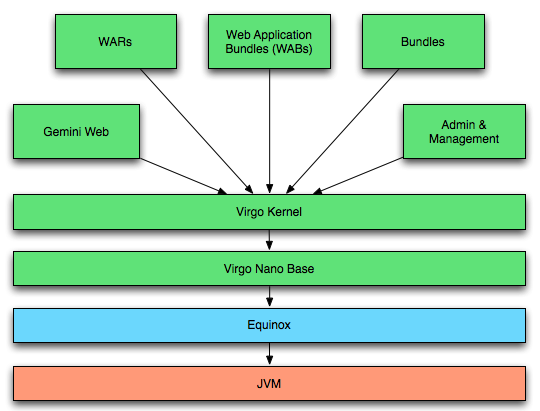 WARs
Web Application
Bundles (WABs)
Bundles
Gemini Web
Admin &
Management
Virgo Kernel
Virgo Nano Base
Equinox
JVM